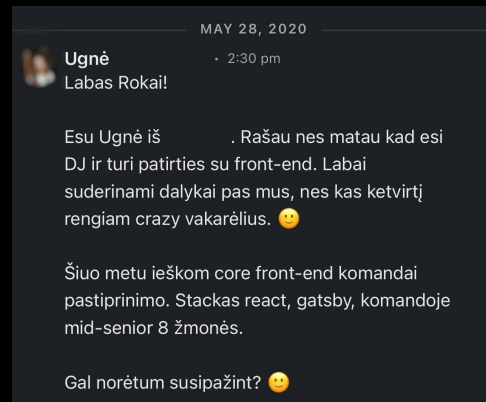 MAY 28, 2020
Ugnė • 2:30 pm
Labas Rokai!
Esu Ugnė iš . Rašau nes matau kad esi
DJ ir turi patirties su front-end. Labai
suderinami dalykai pas mus, nes kas ketvirtį
rengiam crazy vakarėlius. 🙂
Šiuo metu ieškom core front-end komandai
pastiprinimo. Stackas react, gatsby, komandoje
mid-senior 8 žmonės.
Gal norėtum susipažint? 🙂